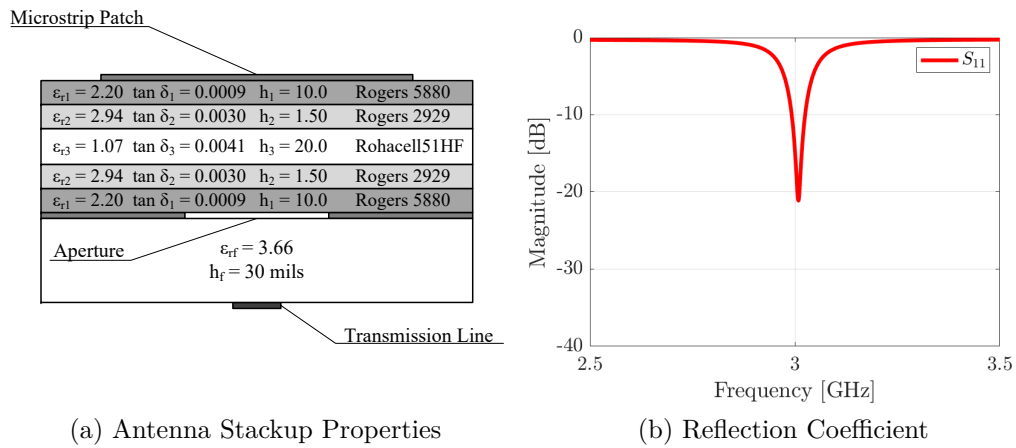 Microstrip Patch
εr1 = 2.20 tan δ1 = 0.0009 h1 = 10.0 Rogers 5880
εr2 = 2.94 tan δ2 = 0.0030 h2 = 1.50 Rogers 2929
εr3 = 1.07 tan δ3 = 0.0041 h3 = 20.0 Rohacell51HF
εr2 = 2.94 tan δ2 = 0.0030 h2 = 1.50 Rogers 2929
εr1 = 2.20 tan δ1 = 0.0009 h1 = 10.0 Rogers 5880
Aperture
εrf = 3.66
hf = 30 mils
Transmission Line
(a) Antenna Stackup Properties
0
-10
-20
-30
-40
Magnitude [dB]
S11
2.5 3 3.5
Frequency [GHz]
(b) Reflection Coefficient